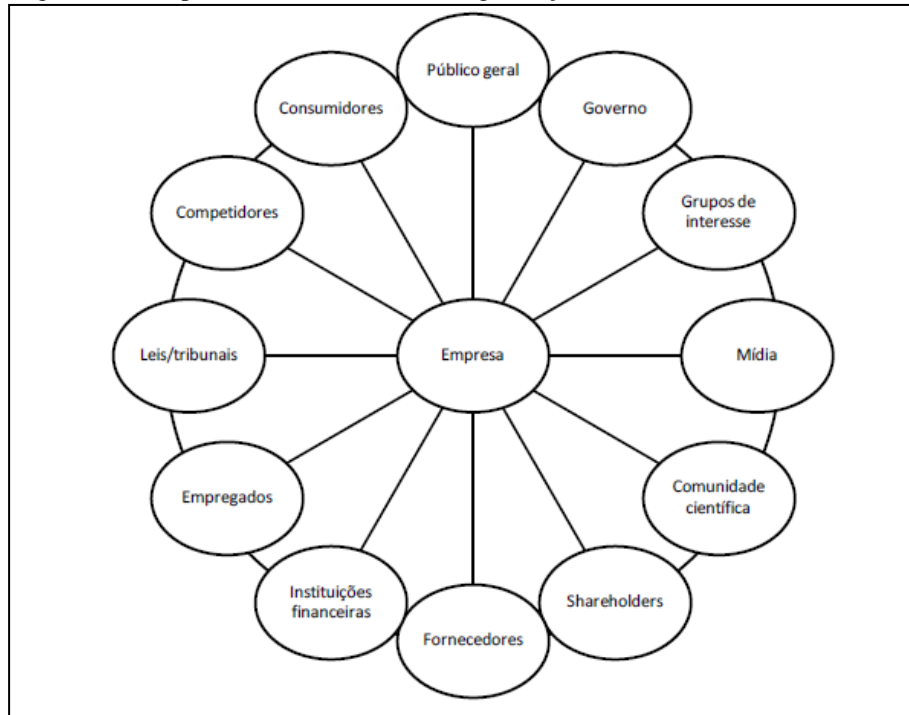 Público geral
Consumidores
Governo
Competidores
Grupos de
interesse
Leis/tribunais
Empresa
Mídia
Empregados
Comunidade
científica
Instituições
financeiras
Shareholders
Fornecedores